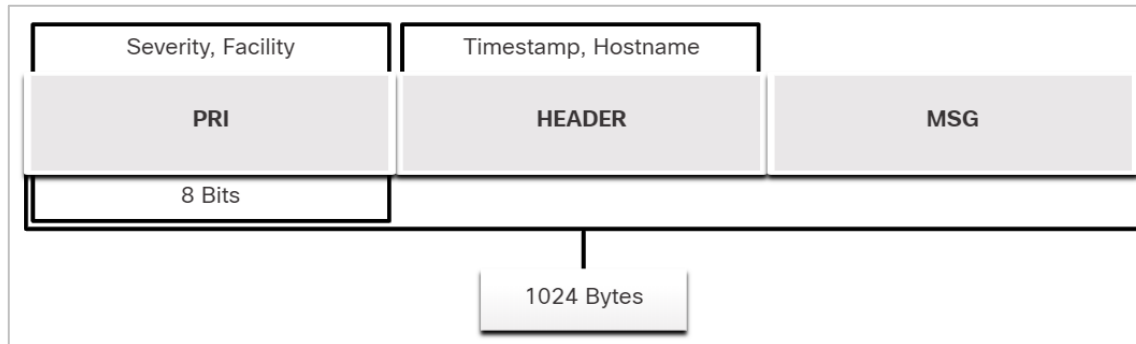 Severity, Facility
Timestamp, Hostname
PRI
HEADER
MSG
8 Bits
1024 Bytes